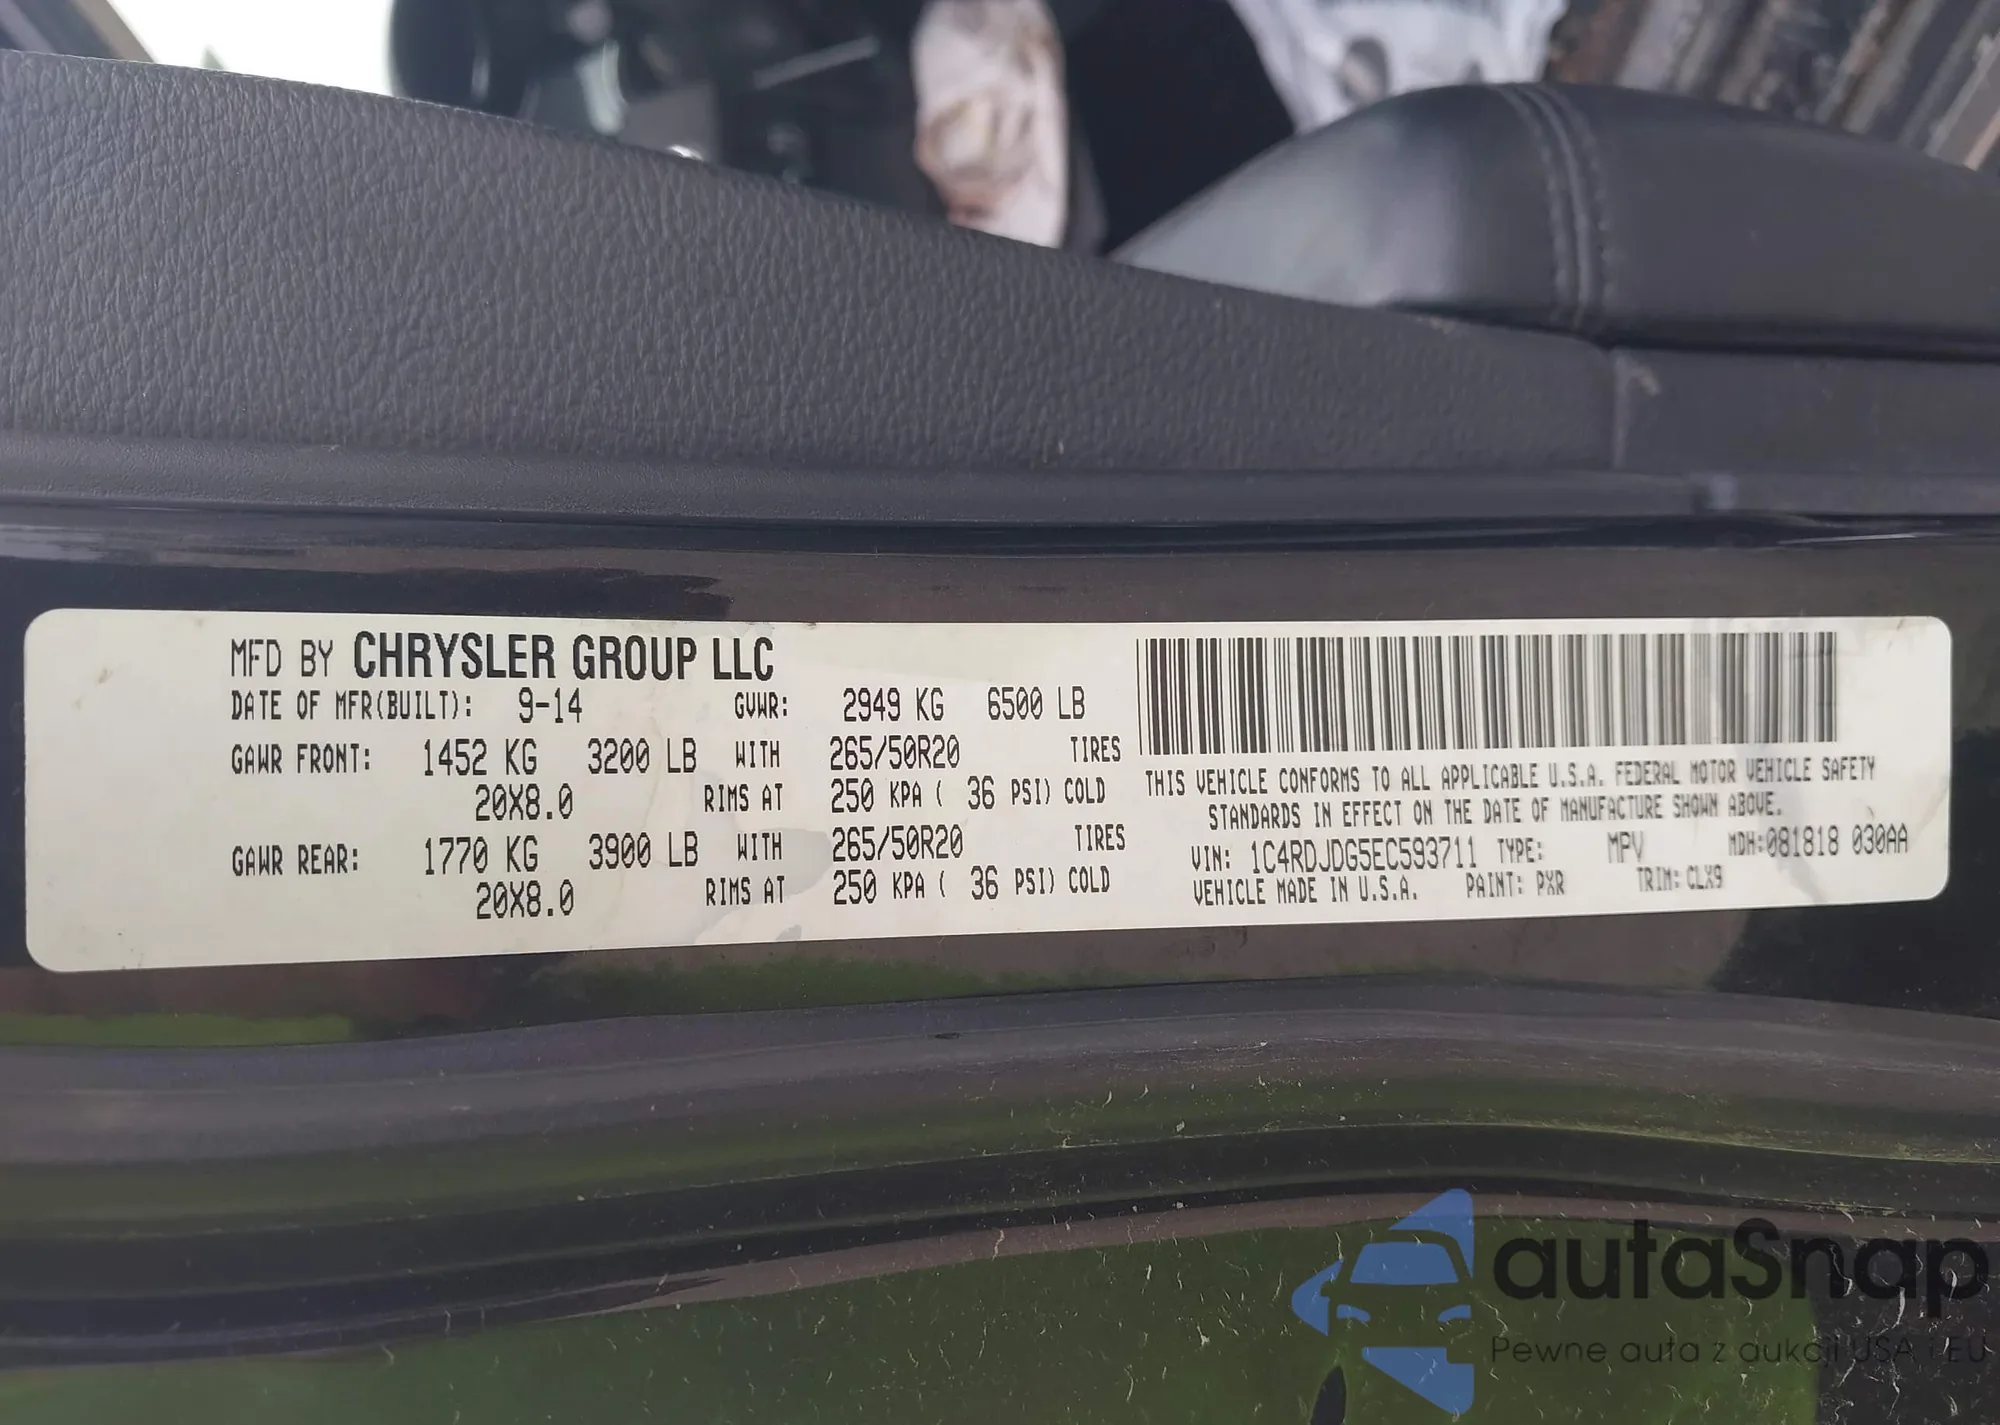 MFD BY CHRYSLER GROUP LLC
DATE OF MFR(BUILT): 9-14 GVWR: 2949 KG 6500 LB
GAWR FRONT: 1452 KG 3200 LB WITH 265/50R20 TIRES
20X8.0 RIMS AT 250 KPA ( 36 PSI) COLD
GAWR REAR: 1770 KG 3900 LB WITH 265/50R20 TIRES
20X8.0 RIMS AT 250 KPA ( 36 PSI) COLD
THIS VEHICLE CONFORMS TO ALL APPLICABLE U.S.A. FEDERAL MOTOR VEHICLE SAFETY
STANDARDS IN EFFECT ON THE DATE OF MANUFACTURE SHOWN ABOVE.
VIN: 1C4RDJDG5EC593711 TYPE: MPV MDH:081818 030AA
VEHICLE MADE IN U.S.A. PAINT: PXR TRIM: CLX9
autaSnap
Pewne auta z aukcji USA i EU